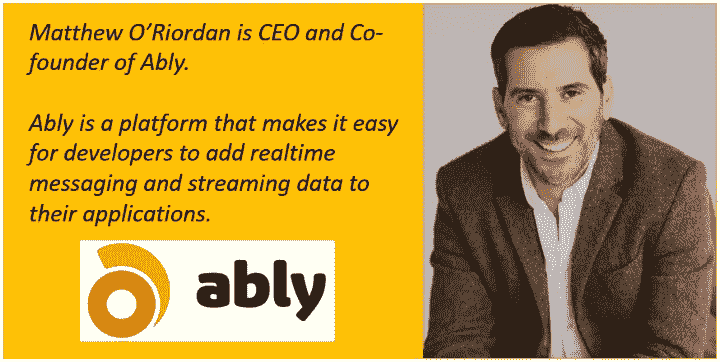 Matthew O’Riordan is CEO and Co-
founder of Ably.
Ably is a platform that makes it easy
for developers to add realtime
messaging and streaming data to
their applications.
ably